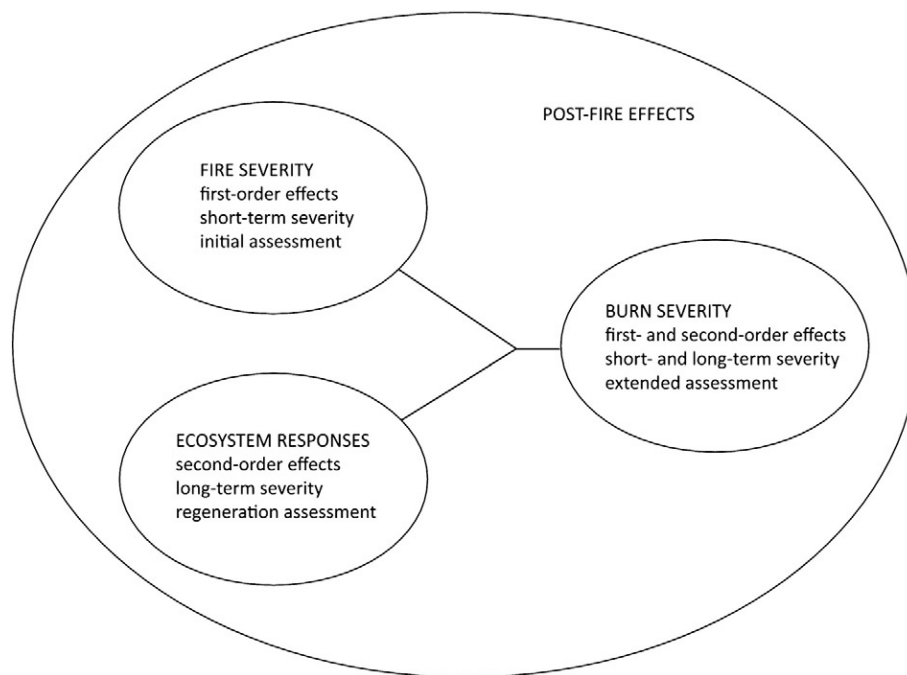 POST-FIRE EFFECTS
FIRE SEVERITY
first-order effects
short-term severity
initial assessment
BURN SEVERITY
first- and second-order effects
short- and long-term severity
extended assessment
ECOSYSTEM RESPONSES
second-order effects
long-term severity
regeneration assessment